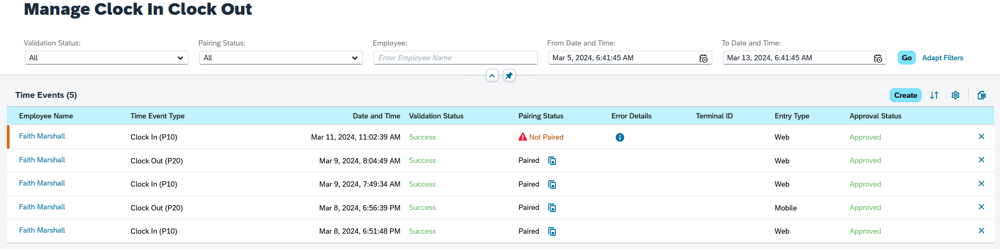 Manage Clock In Clock Out
Validation Status: Pairing Status: Employee: From Date and Time: To Date and Time:
All All Enter Employee Name Mar 5, 2024, 6:41:45 AM Mar 13, 2024, 6:41:45 AM Go Adapt Filters
Time Events (5) Create
Employee Name Time Event Type Date and Time Validation Status Pairing Status Error Details Terminal ID Entry Type Approval Status
Faith Marshall Clock In (P10) Mar 11, 2024, 11:02:39 AM Success Not Paired Web Approved
Faith Marshall Clock Out (P20) Mar 9, 2024, 8:04:49 AM Success Paired Web Approved
Faith Marshall Clock In (P10) Mar 9, 2024, 7:49:34 AM Success Paired Web Approved
Faith Marshall Clock Out (P20) Mar 8, 2024, 6:56:39 PM Success Paired Mobile Approved
Faith Marshall Clock In (P10) Mar 8, 2024, 6:51:48 PM Success Paired Web Approved